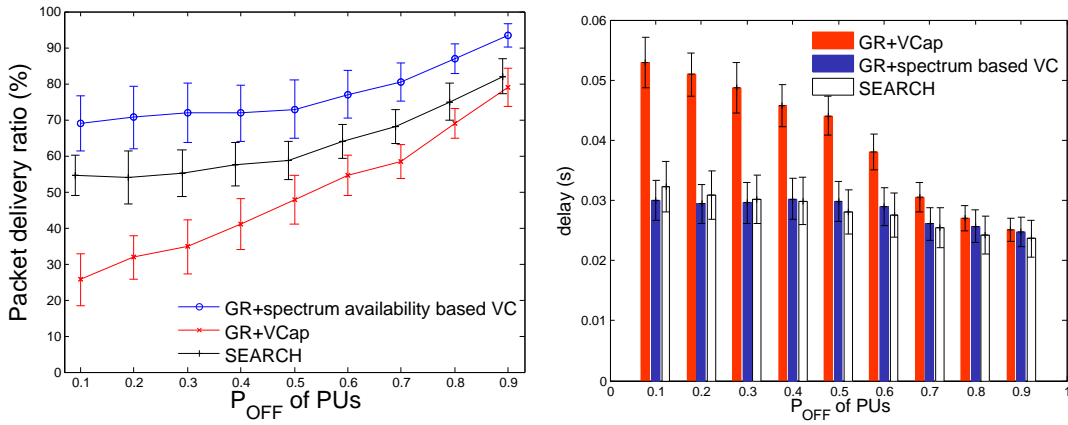 100
90
80
70
60
50
40
30
20
10
0
Packet delivery ratio (%)
GR+spectrum availability based VC
GR+VCap
SEARCH
0.1 0.2 0.3 0.4 0.5 0.6 0.7 0.8 0.9
P_OFF of PUs
0.06
0.05
0.04
0.03
0.02
0.01
0
delay (s)
GR+VCap
GR+spectrum based VC
SEARCH
0 0.1 0.2 0.3 0.4 0.5 0.6 0.7 0.8 0.9 1
P_OFF of PUs